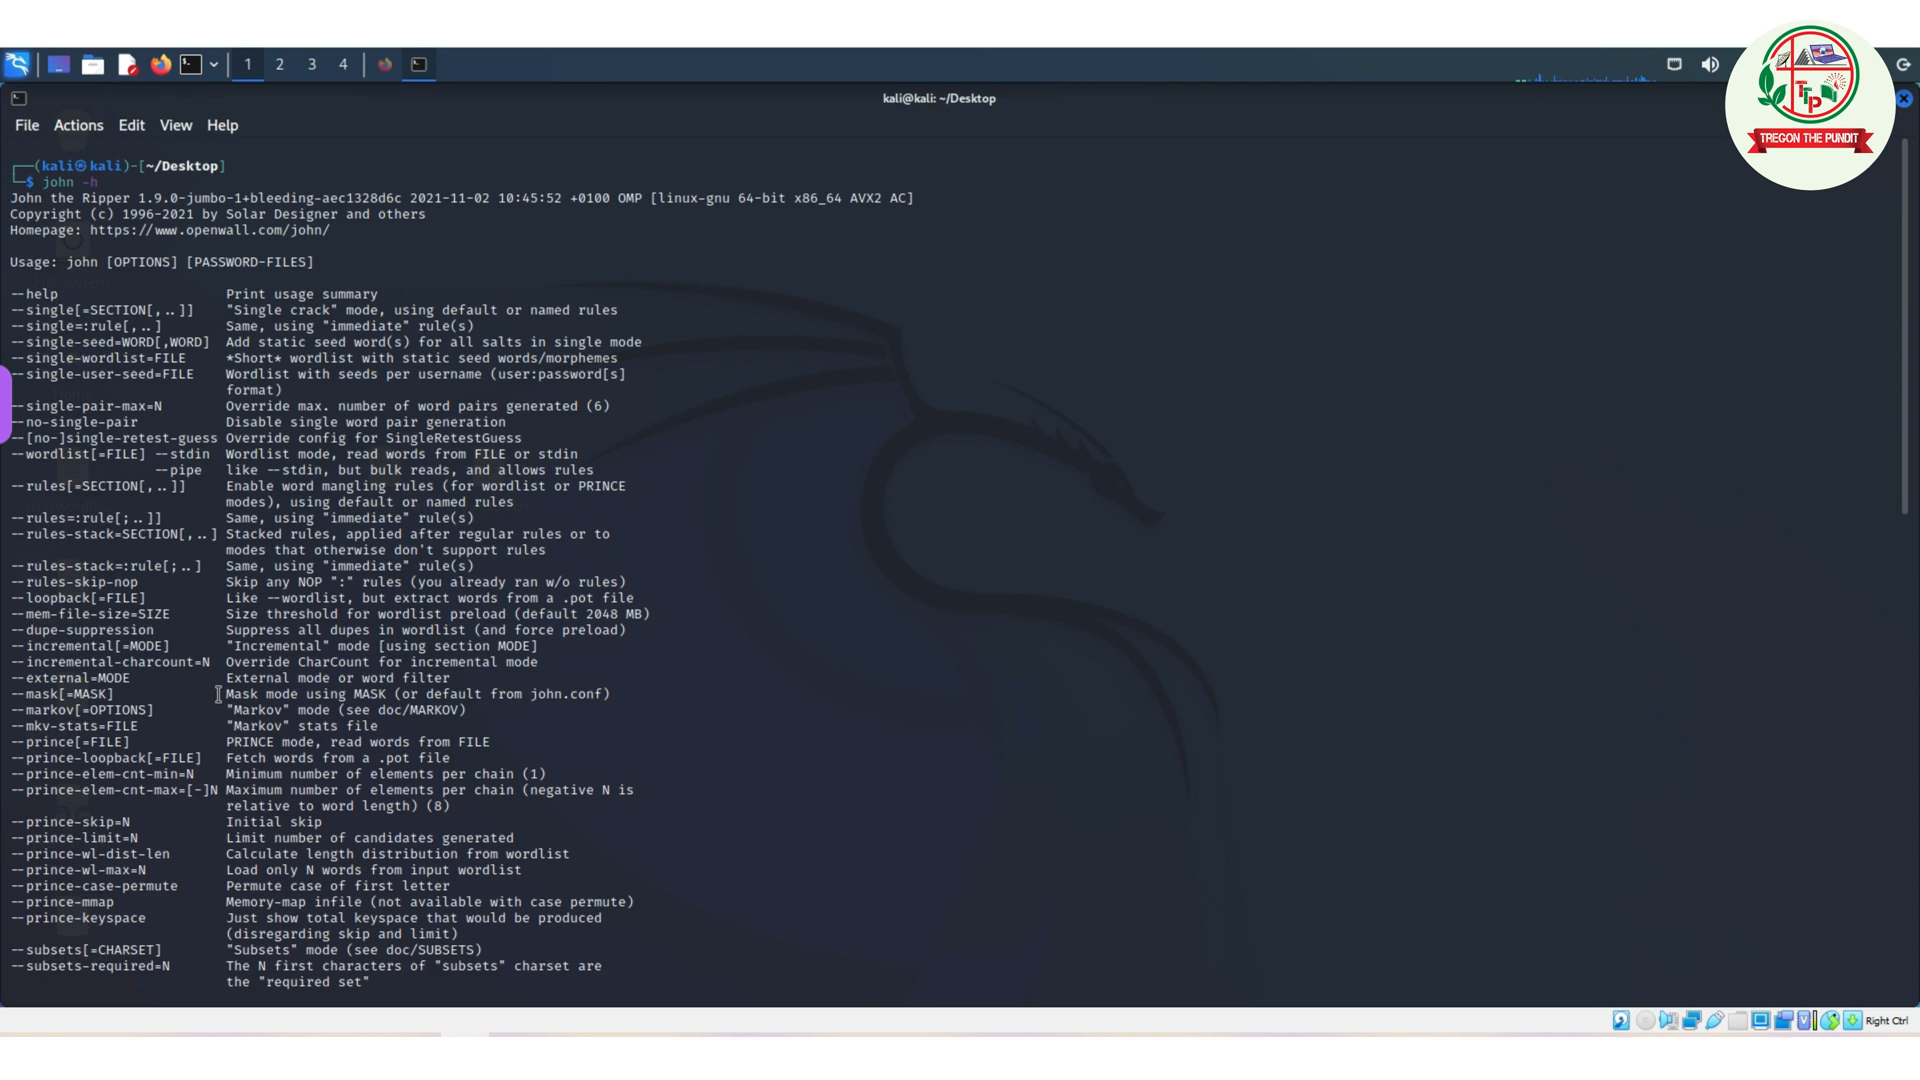 1 2 3 4
kali@kali: ~/Desktop
File Actions Edit View Help
TTP
TREGON THE PUNDIT
┌──(kali㉿kali)-[~/Desktop]
└─$ john -h
John the Ripper 1.9.0-jumbo-1+bleeding-aec1328d6c 2021-11-02 10:45:52 +0100 OMP [linux-gnu 64-bit x86_64 AVX2 AC]
Copyright (c) 1996-2021 by Solar Designer and others
Homepage: https://www.openwall.com/john/
Usage: john [OPTIONS] [PASSWORD-FILES]
--help Print usage summary
--single[=SECTION[,..]] "Single crack" mode, using default or named rules
--single=:rule[,..] Same, using "immediate" rule(s)
--single-seed=WORD[,WORD] Add static seed word(s) for all salts in single mode
--single-wordlist=FILE *Short* wordlist with static seed words/morphemes
--single-user-seed=FILE Wordlist with seeds per username (user:password[s]
format)
--single-pair-max=N Override max. number of word pairs generated (6)
--no-single-pair Disable single word pair generation
--[no-]single-retest-guess Override config for SingleRetestGuess
--wordlist[=FILE] --stdin Wordlist mode, read words from FILE or stdin
--pipe like --stdin, but bulk reads, and allows rules
--rules[=SECTION[,..]] Enable word mangling rules (for wordlist or PRINCE
modes), using default or named rules
--rules=:rule[;..]] Same, using "immediate" rule(s)
--rules-stack=SECTION[,..] Stacked rules, applied after regular rules or to
modes that otherwise don't support rules
--rules-stack=:rule[;..] Same, using "immediate" rule(s)
--rules-skip-nop Skip any NOP ":" rules (you already ran w/o rules)
--loopback[=FILE] Like --wordlist, but extract words from a .pot file
--mem-file-size=SIZE Size threshold for wordlist preload (default 2048 MB)
--dupe-suppression Suppress all dupes in wordlist (and force preload)
--incremental[=MODE] "Incremental" mode [using section MODE]
--incremental-charcount=N Override CharCount for incremental mode
--external=MODE External mode or word filter
--mask[=MASK] Mask mode using MASK (or default from john.conf)
--markov[=OPTIONS] "Markov" mode (see doc/MARKOV)
--mkv-stats=FILE "Markov" stats file
--prince[=FILE] PRINCE mode, read words from FILE
--prince-loopback[=FILE] Fetch words from a .pot file
--prince-elem-cnt-min=N Minimum number of elements per chain (1)
--prince-elem-cnt-max=[-]N Maximum number of elements per chain (negative N is
relative to word length) (8)
--prince-skip=N Initial skip
--prince-limit=N Limit number of candidates generated
--prince-wl-dist-len Calculate length distribution from wordlist
--prince-wl-max=N Load only N words from input wordlist
--prince-case-permute Permute case of first letter
--prince-mmap Memory-map infile (not available with case permute)
--prince-keyspace Just show total keyspace that would be produced
(disregarding skip and limit)
--subsets[=CHARSET] "Subsets" mode (see doc/SUBSETS)
--subsets-required=N The N first characters of "subsets" charset are
the "required set"
Right Ctrl